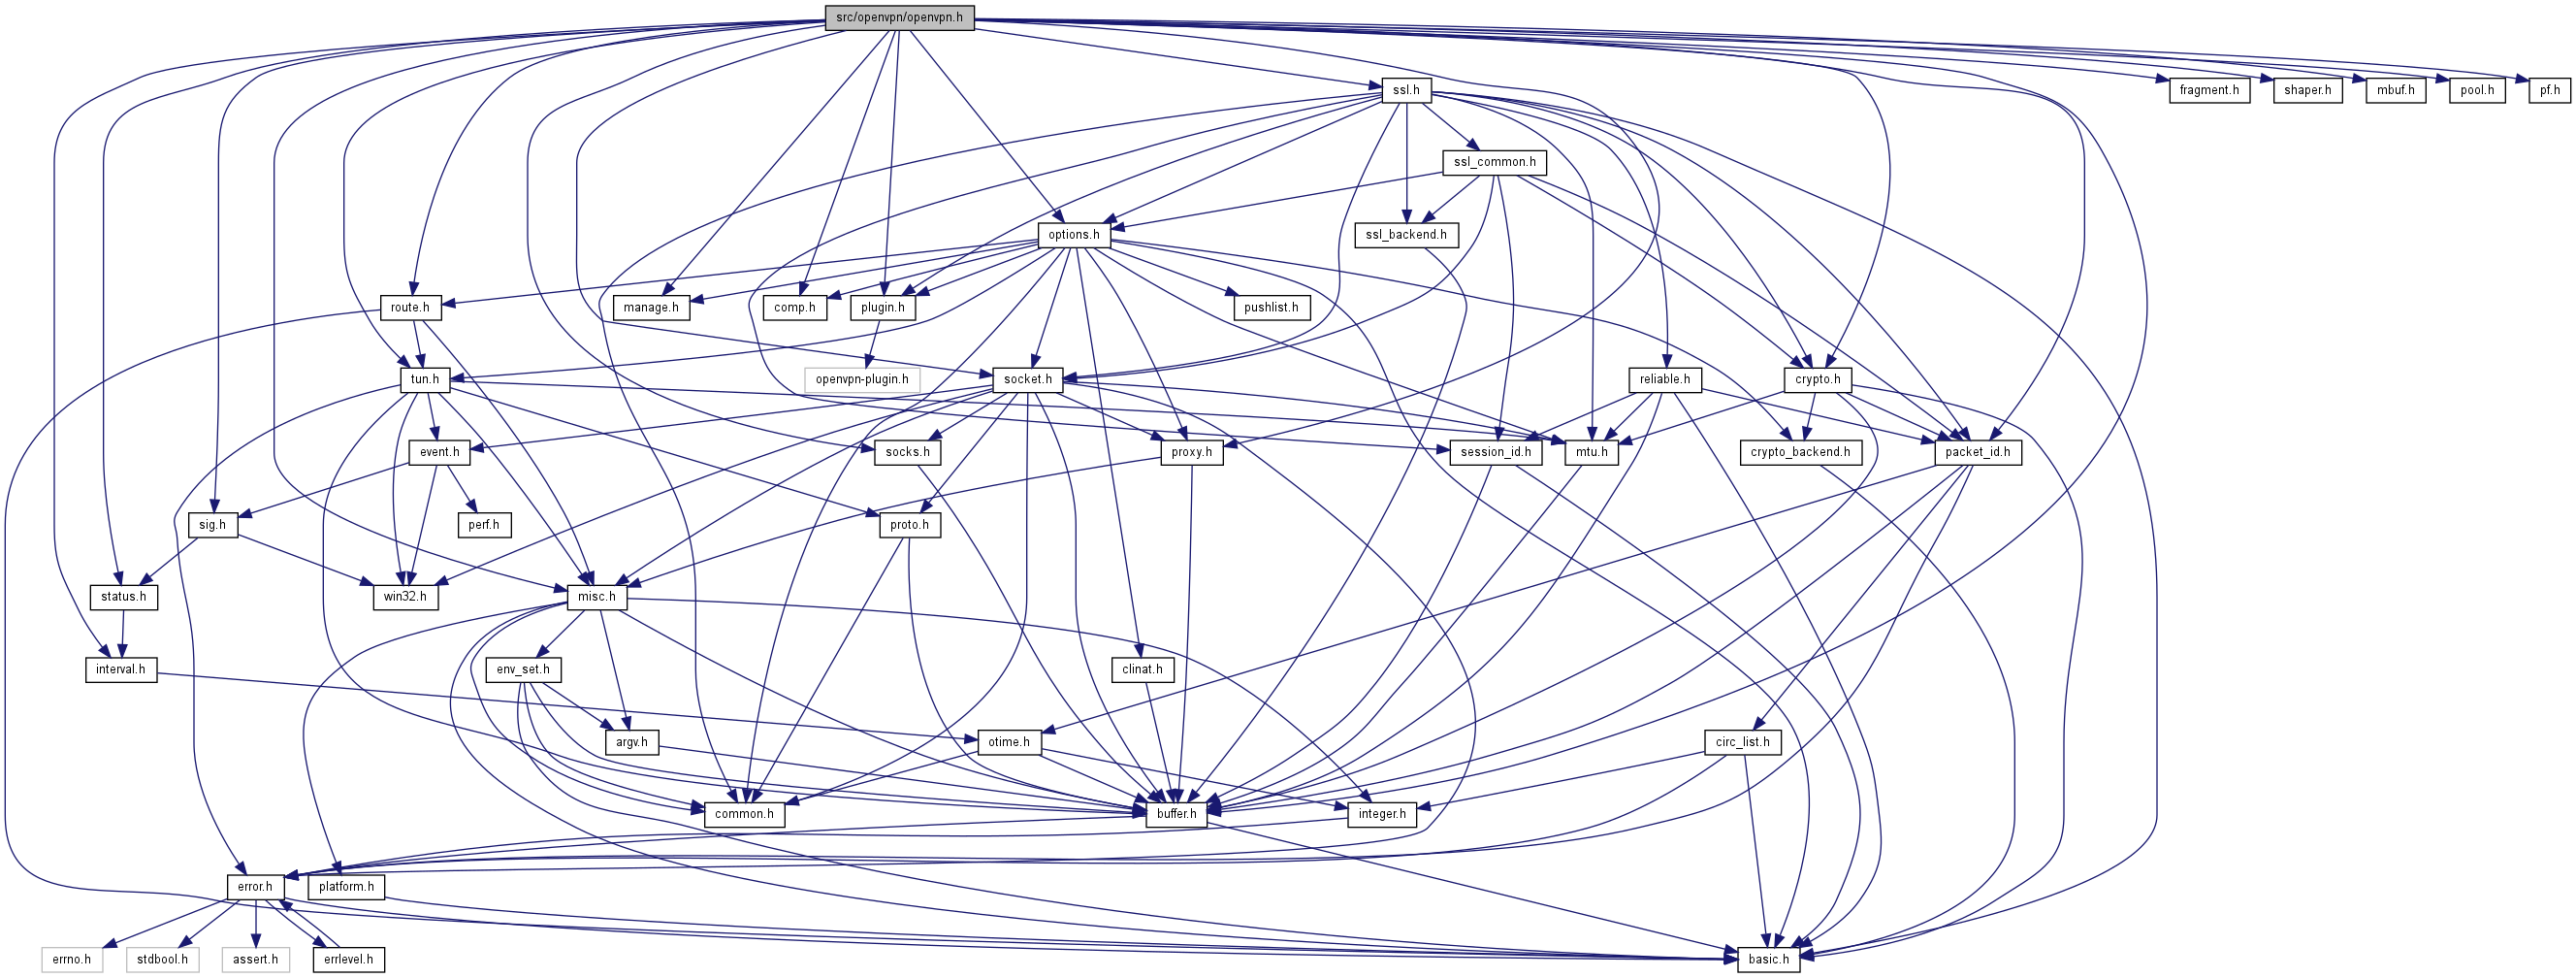 src/openvpn/openvpn.h
ssl.h
fragment.h
shaper.h
mbuf.h
pool.h
pf.h
ssl_common.h
options.h
ssl_backend.h
route.h
manage.h
comp.h
plugin.h
pushlist.h
tun.h
openvpn-plugin.h
socket.h
reliable.h
crypto.h
event.h
socks.h
proxy.h
session_id.h
mtu.h
crypto_backend.h
packet_id.h
sig.h
perf.h
proto.h
status.h
win32.h
misc.h
interval.h
env_set.h
clinat.h
argv.h
otime.h
circ_list.h
common.h
buffer.h
integer.h
error.h
platform.h
errno.h
stdbool.h
assert.h
errlevel.h
basic.h